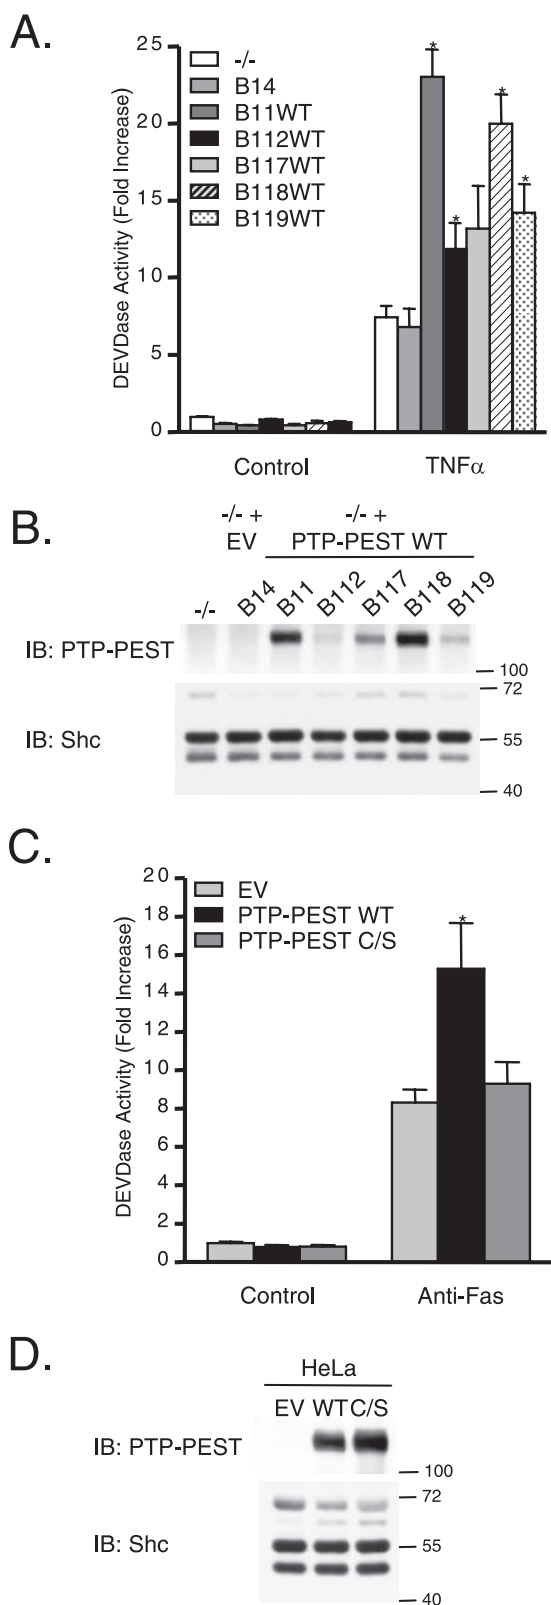 A.
DEVDase Activity (Fold Increase)
25
20
15
10
5
0
-/-
B14
B11WT
B112WT
B117WT
B118WT
B119WT
*
*
*
*
Control
TNFα
B.
-/- +
EV
-/- +
PTP-PEST WT
-/-
B14
B11
B112
B117
B118
B119
IB: PTP-PEST
100
72
IB: Shc
55
40
C.
DEVDase Activity (Fold Increase)
20
18
16
14
12
10
8
6
4
2
0
EV
PTP-PEST WT
PTP-PEST C/S
*
Control
Anti-Fas
D.
HeLa
EV WT C/S
IB: PTP-PEST
100
72
IB: Shc
55
40